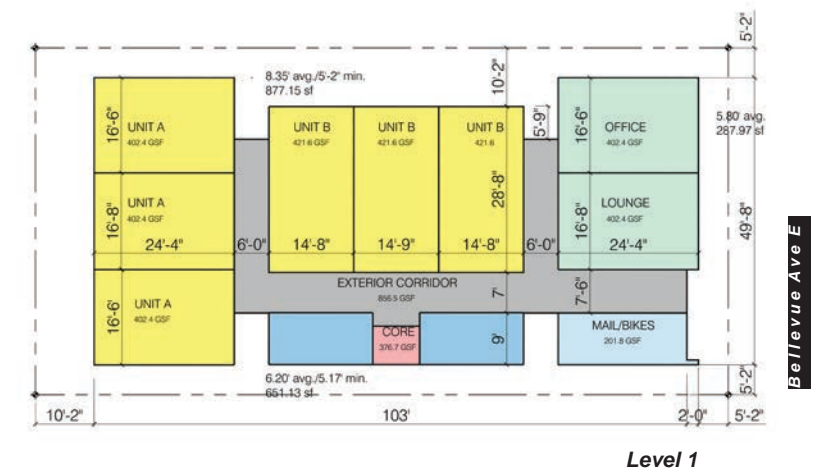 5'-2"
8.35' avg./5'-2" min.
877.15 sf
10'-2"
5.80' avg.
287.97 sf
16'-6"
UNIT A
402.4 GSF
UNIT B
421.6 GSF
UNIT B
421.6 GSF
UNIT B
421.6
5'-9"
16'-6"
OFFICE
402.4 GSF
16'-8"
UNIT A
402.4 GSF
28'-8"
16'-8"
LOUNGE
402.4 GSF
49'-8"
24'-4"
6'-0"
14'-8"
14'-9"
14'-8"
6'-0"
24'-4"
EXTERIOR CORRIDOR
856.5 GSF
7'
7'-6"
16'-6"
UNIT A
402.4 GSF
CORE
376.7 GSF
9'
MAIL/BIKES
201.8 GSF
6.20' avg./5.17' min.
651.13 sf
5'-2"
10'-2"
103'
2'-0"
5'-2"
Bellevue Ave E
Level 1